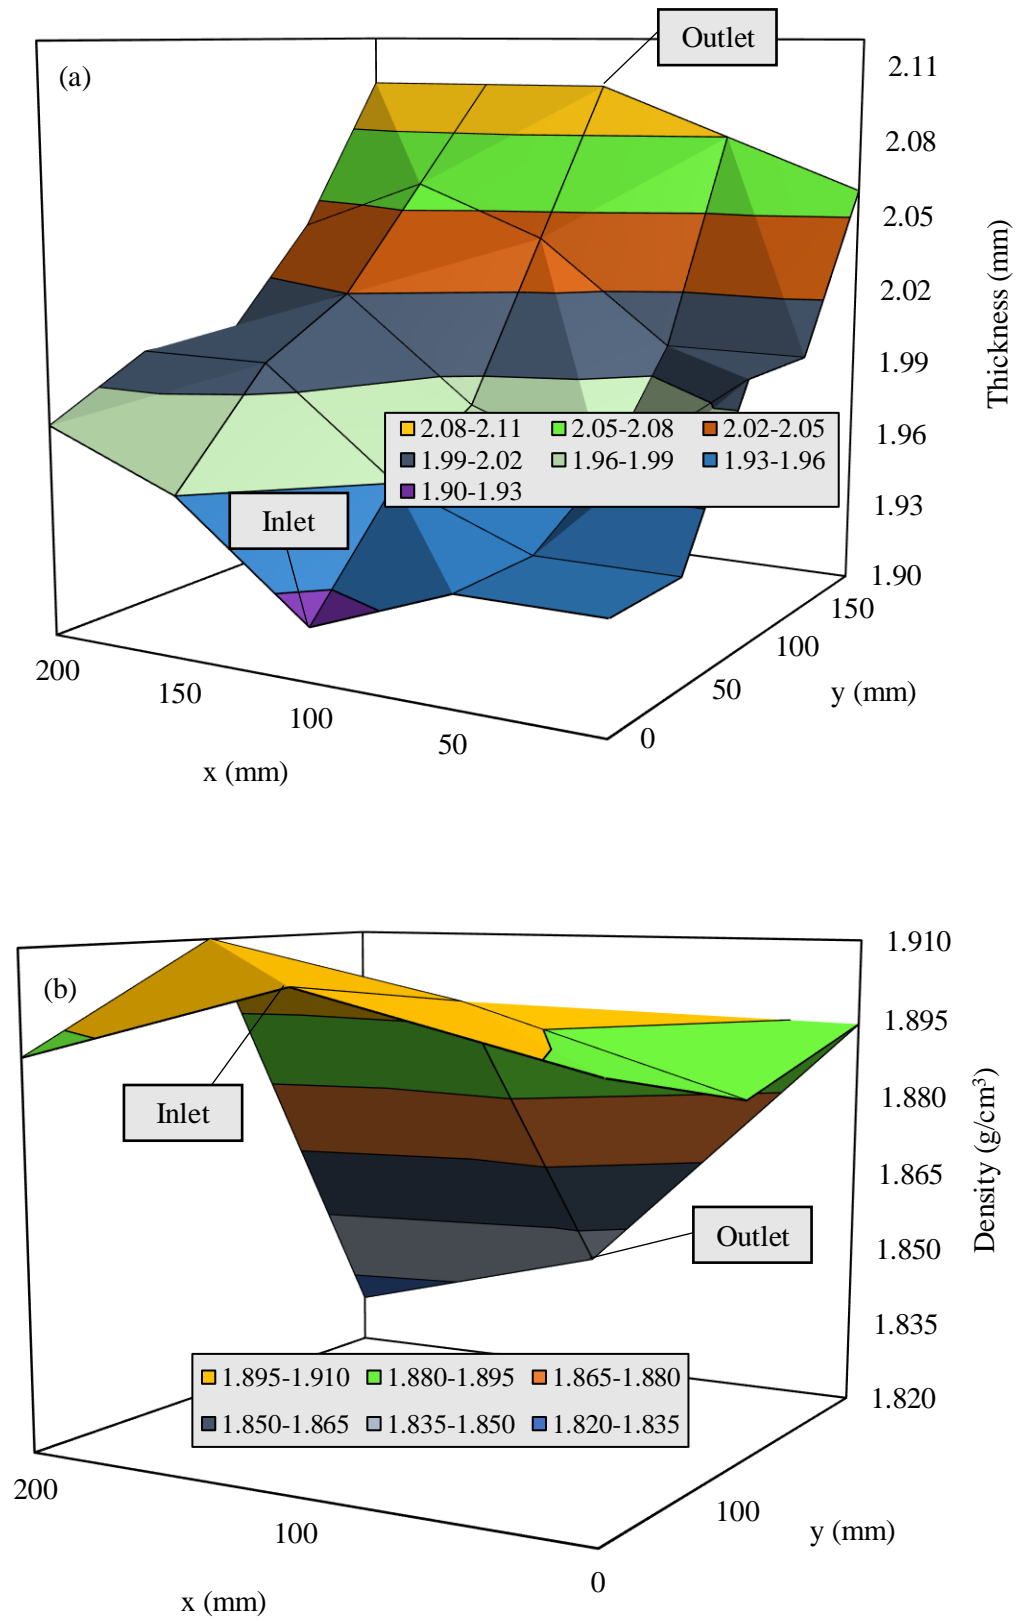 Outlet
(a)
2.11
2.08
2.05
2.02
1.99
1.96
1.93
1.90
Thickness (mm)
2.08-2.11 2.05-2.08 2.02-2.05
1.99-2.02 1.96-1.99 1.93-1.96
1.90-1.93
Inlet
200
150
100
50
x (mm)
0
50
100
150
y (mm)
(b)
1.910
1.895
1.880
1.865
1.850
1.835
1.820
Density (g/cm³)
Inlet
Outlet
1.895-1.910 1.880-1.895 1.865-1.880
1.850-1.865 1.835-1.850 1.820-1.835
200
100
0
x (mm)
100
y (mm)